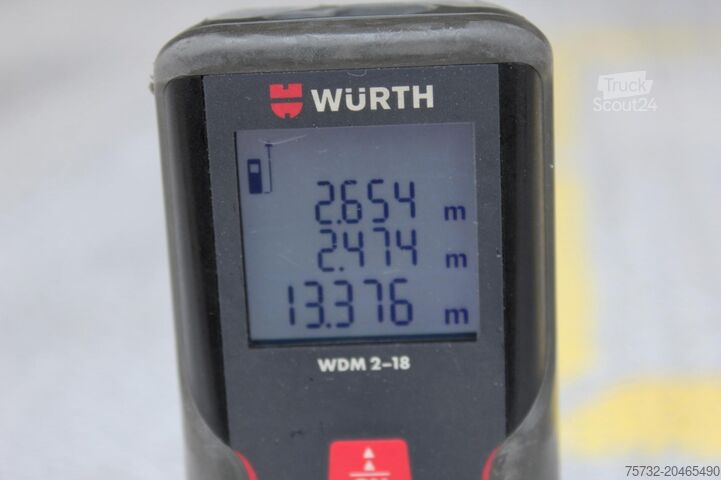 Truck
Scout24
WÜRTH
2.654 m
2.474 m
13.376 m
WDM 2-18
75732-20465490